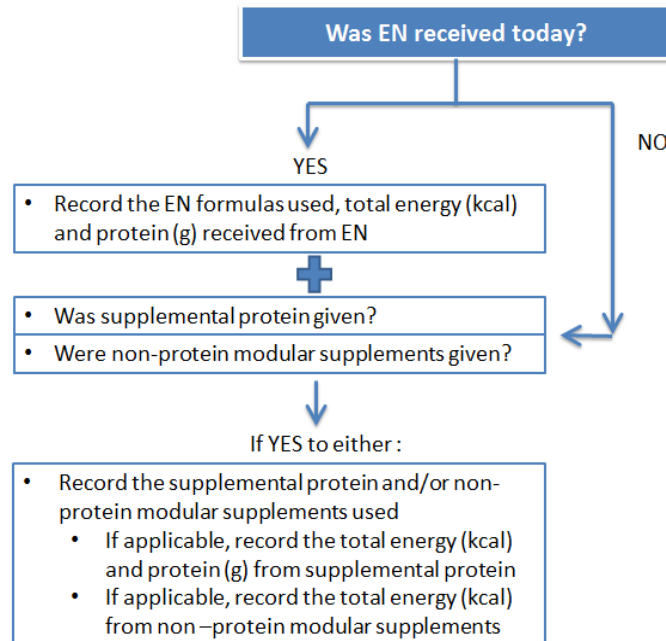 Was EN received today?
NO
YES
• Record the EN formulas used, total energy (kcal)
and protein (g) received from EN
• Was supplemental protein given?
• Were non-protein modular supplements given?
If YES to either :
• Record the supplemental protein and/or non-
protein modular supplements used
• If applicable, record the total energy (kcal)
and protein (g) from supplemental protein
• If applicable, record the total energy (kcal)
from non –protein modular supplements